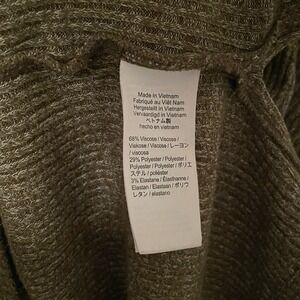 Made in Vietnam
Fabriqué au Viêt Nam
Hergestellt in Vietnam
Vervaardigd in Vietnam
ベトナム製
hecho en Vietnam
68% Viscose / Viscose /
Viskose / Viscose / レーヨン
/ viscosa
29% Polyester / Polyester /
Polyester / Polyester / ポリエ
ステル / poliéster
3% Elastane / Élasthanne /
Elastan / Elastaan / ポリウ
レタン / elastano